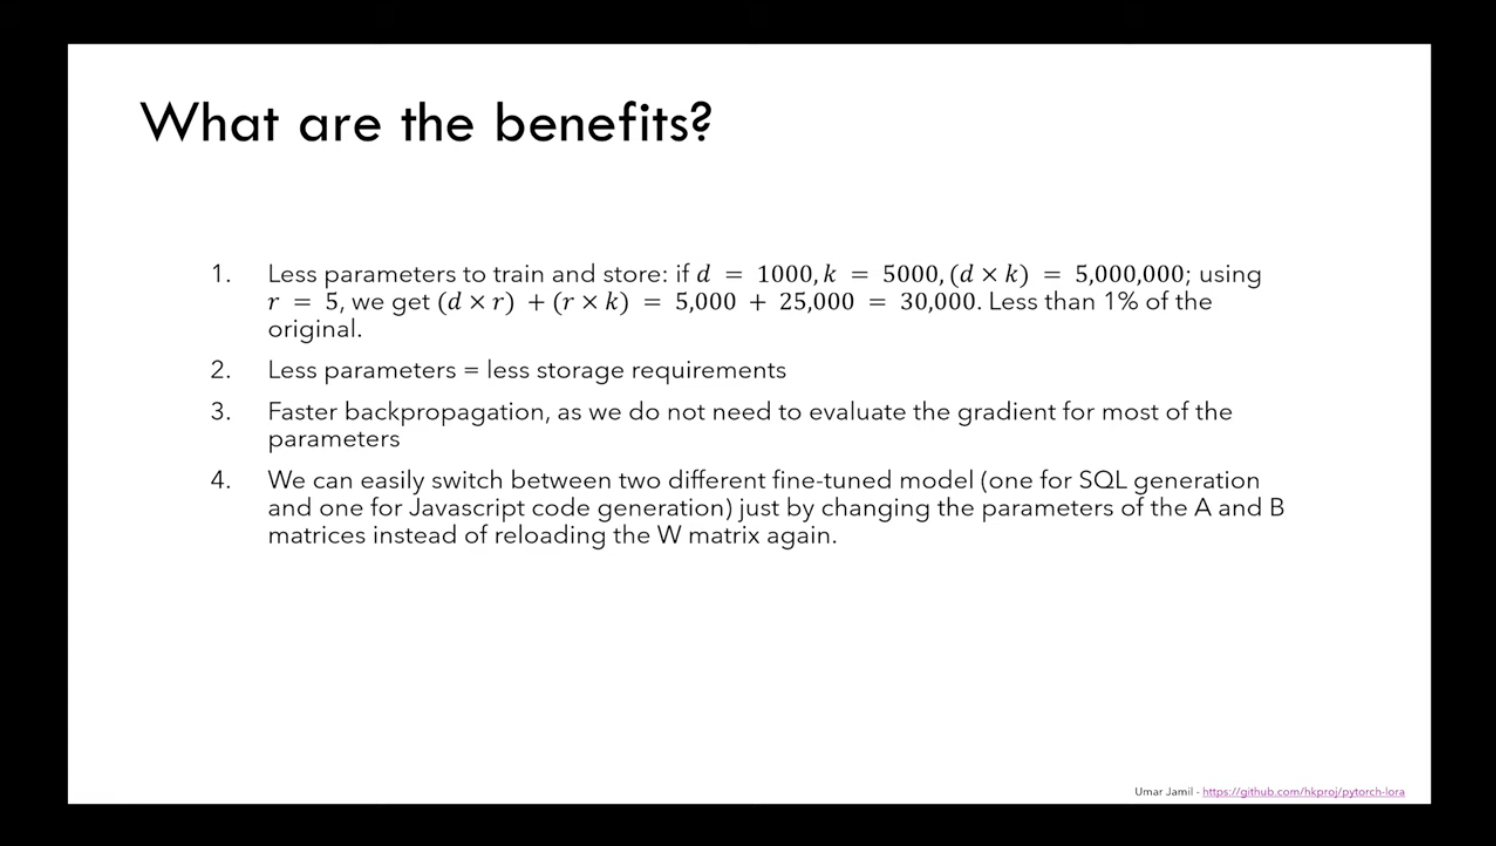 What are the benefits?
1. Less parameters to train and store: if d = 1000, k = 5000, (d × k) = 5,000,000; using
r = 5, we get (d × r) + (r × k) = 5,000 + 25,000 = 30,000. Less than 1% of the
original.
2. Less parameters = less storage requirements
3. Faster backpropagation, as we do not need to evaluate the gradient for most of the
parameters
4. We can easily switch between two different fine-tuned model (one for SQL generation
and one for Javascript code generation) just by changing the parameters of the A and B
matrices instead of reloading the W matrix again.
Umar Jamil - https://github.com/hkproj/pytorch-lora